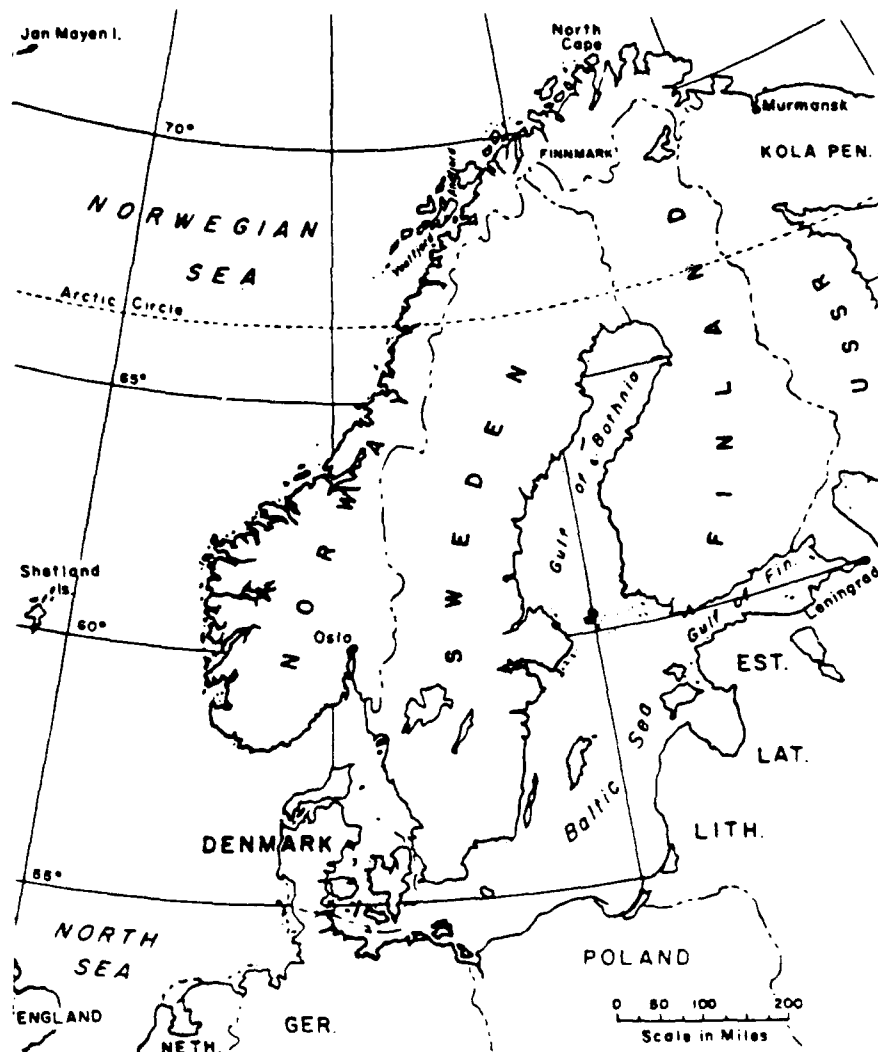 Jan Mayen I.
North
Cape
Murmansk
70°
FINNMARK
KOLA PEN.
Andfjord
NORWEGIAN
SEA
Vestfjord
Arctic Circle
65°
NORWAY
SWEDEN
FINLAND
USSR
Gulf of Bothnia
Shetland
Is.
60°
Oslo
Gulf of Fin.
Leningrad
EST.
Baltic Sea
LAT.
LITH.
DENMARK
55°
NORTH
SEA
POLAND
ENGLAND
NETH.
GER.
0 50 100 200
Scale in Miles